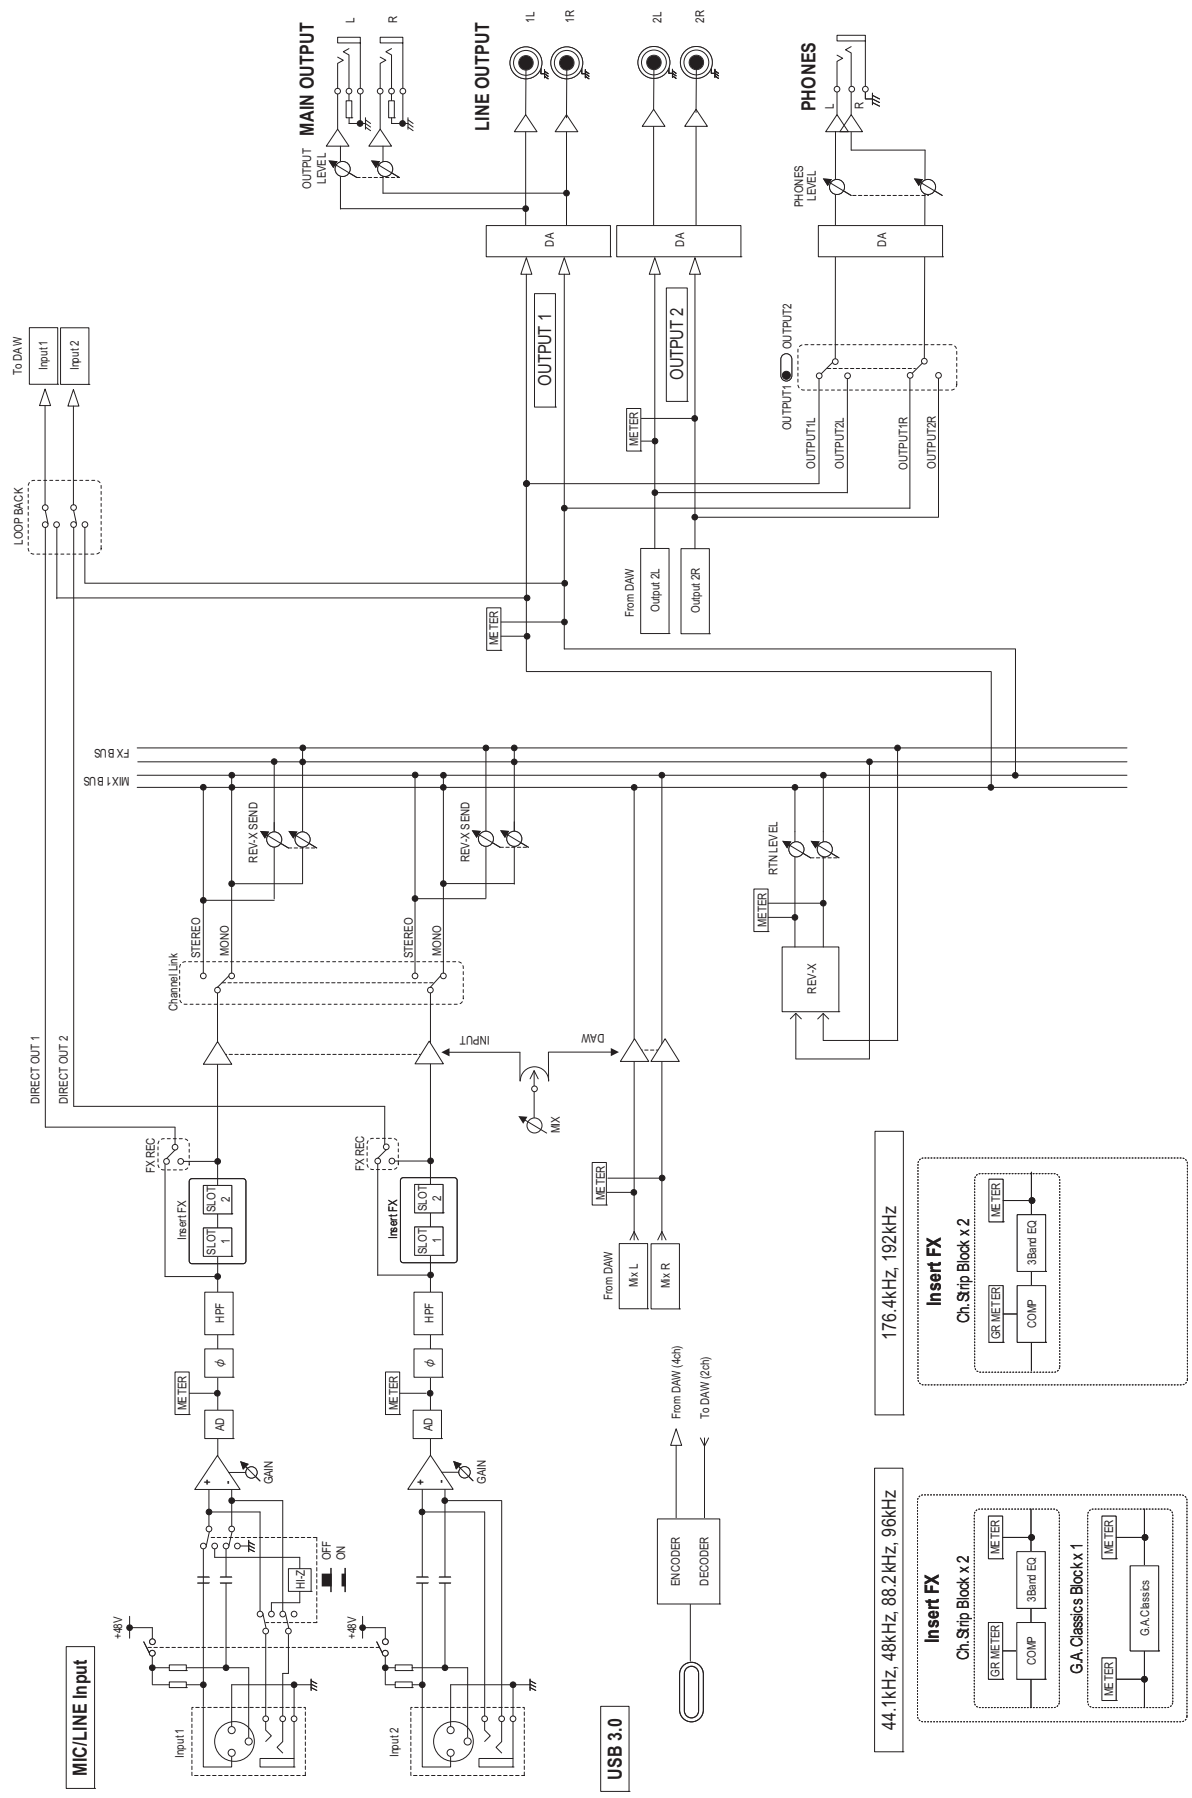 MIC/LINE Input
Input 1
+48V
HI-Z
OFF
ON
+
-
GAIN
AD
METER
ϕ
HPF
Insert FX
SLOT 1
SLOT 2
FX REC
DIRECT OUT 1
DIRECT OUT 2
Channel Link
STEREO
MONO
REV-X SEND
MIX1 BUS
FX BUS
LOOP BACK
To DAW
Input 1
Input 2
Input 2
+48V
+
-
GAIN
AD
METER
ϕ
HPF
Insert FX
SLOT 1
SLOT 2
FX REC
STEREO
MONO
REV-X SEND
MIX
INPUT
DAW
From DAW
Mix L
Mix R
METER
REV-X
METER
RTN LEVEL
METER
From DAW
Output 2L
Output 2R
METER
OUTPUT 1
OUTPUT 2
DA
DA
DA
OUTPUT LEVEL
MAIN OUTPUT
L
R
LINE OUTPUT
1L
1R
2L
2R
OUTPUT1L
OUTPUT2L
OUTPUT1R
OUTPUT2R
OUTPUT1
OUTPUT2
PHONES LEVEL
PHONES
L
R
USB 3.0
ENCODER
DECODER
From DAW (4ch)
To DAW (2ch)
44.1kHz, 48kHz, 88.2kHz, 96kHz
Insert FX
Ch.Strip Block x 2
GR METER
COMP
3Band EQ
METER
G.A.Classics Block x 1
METER
G.A.Classics
METER
176.4kHz, 192kHz
Insert FX
Ch.Strip Block x 2
GR METER
COMP
3Band EQ
METER